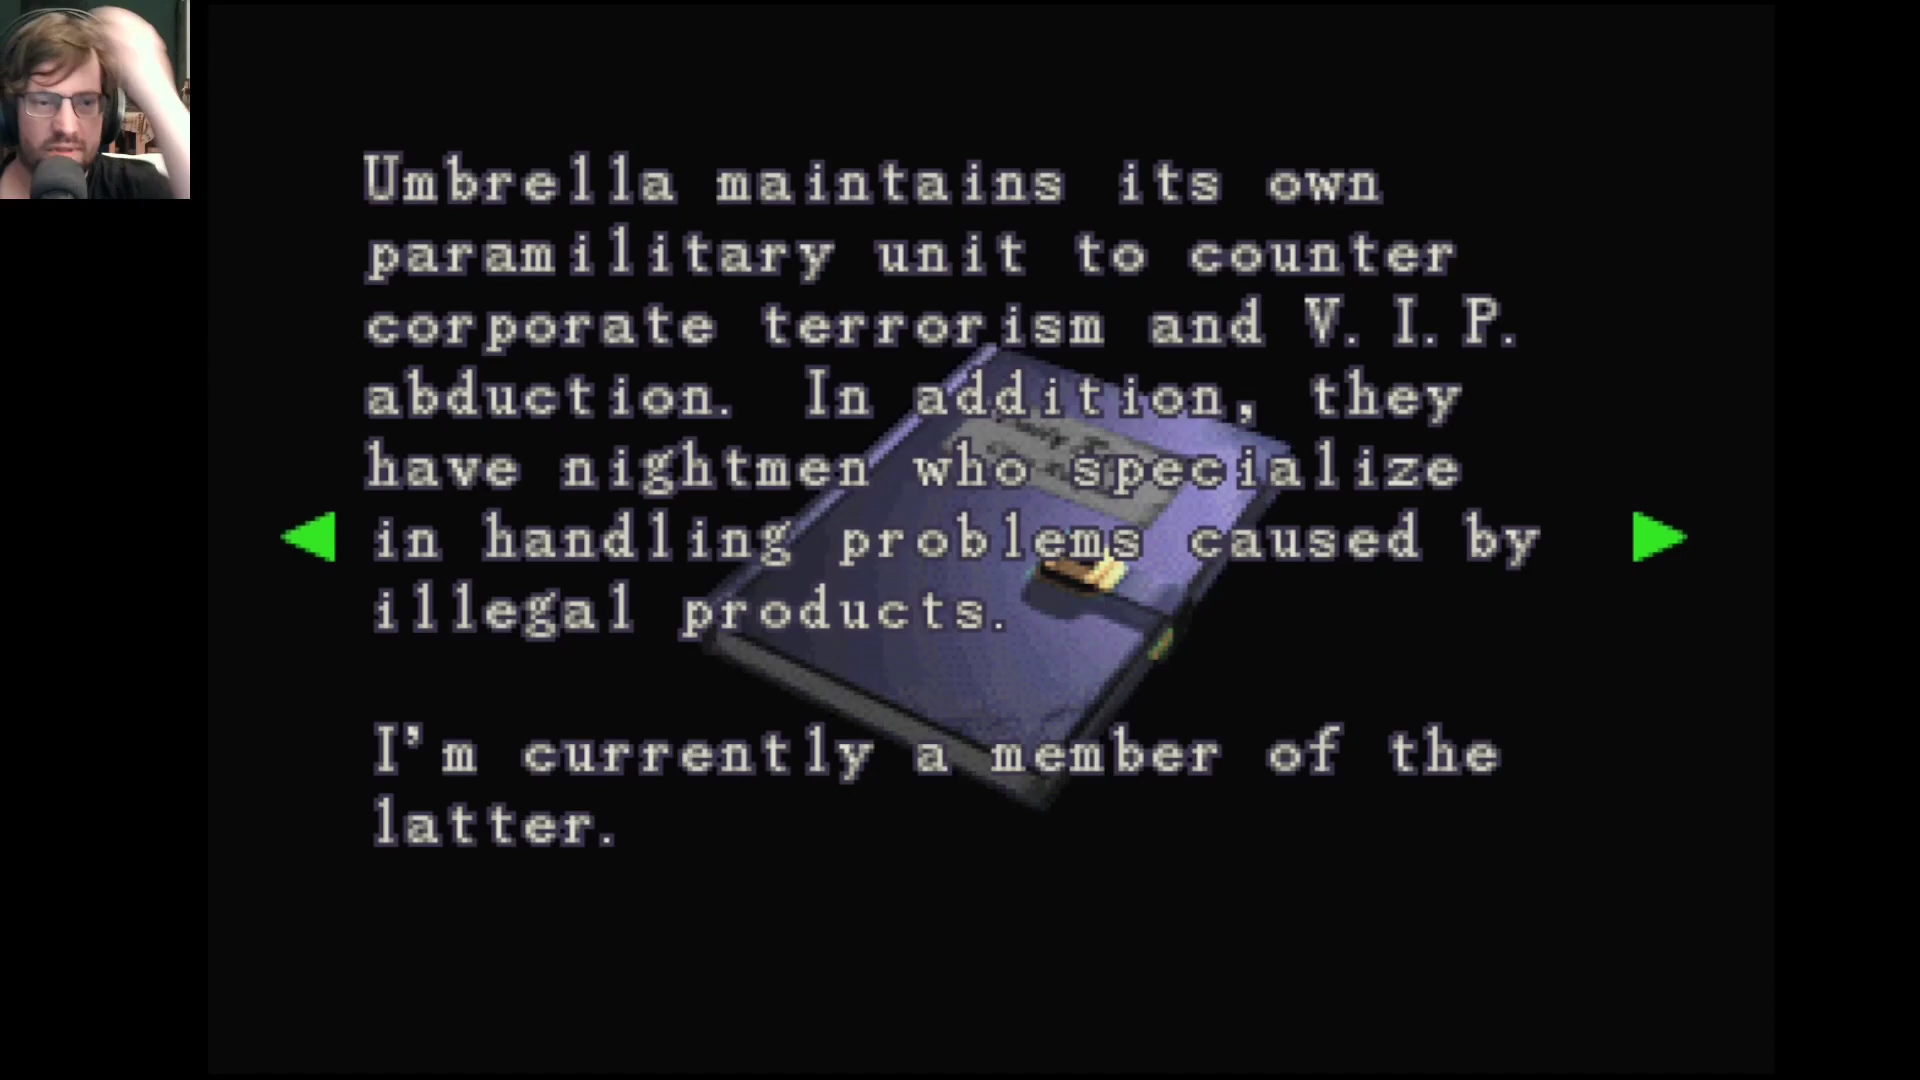 Umbrella maintains its own
paramilitary unit to counter
corporate terrorism and V.I.P.
abduction. In addition, they
have nightmen who specialize
in handling problems caused by
illegal products.
I'm currently a member of the
latter.